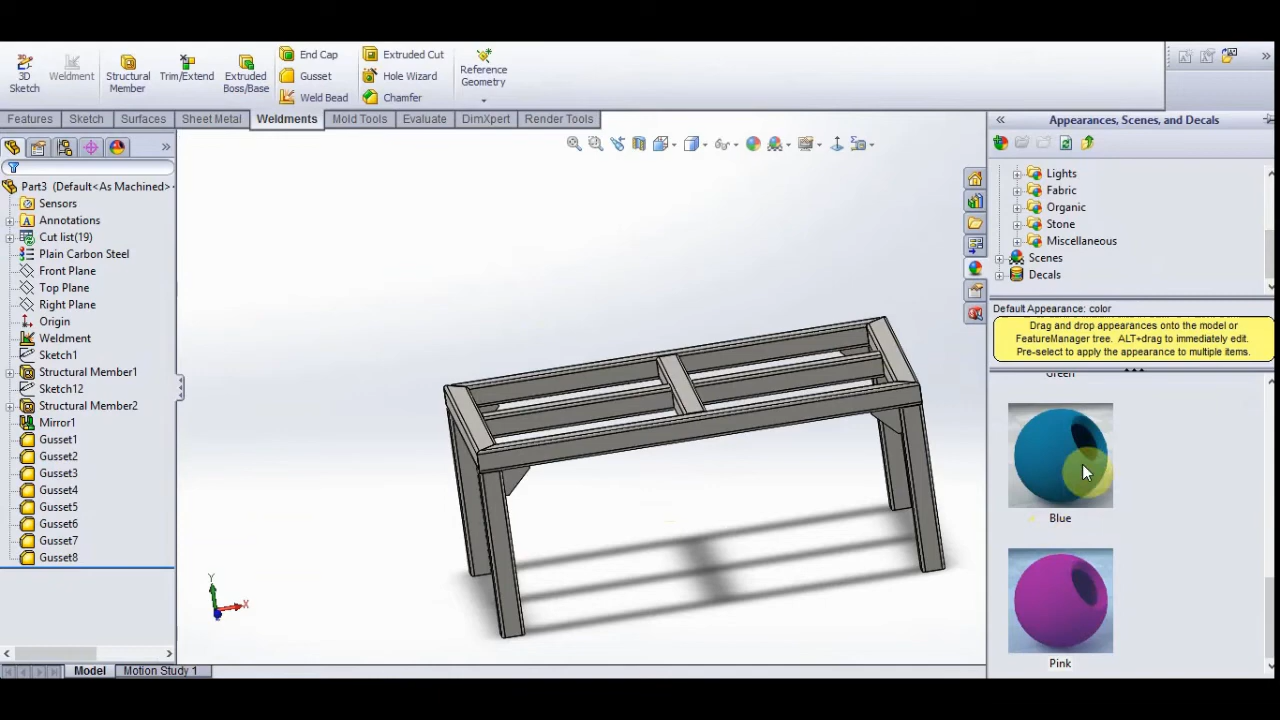 3D Sketch
Weldment
Structural Member
Trim/Extend
Extruded Boss/Base
End Cap
Gusset
Weld Bead
Extruded Cut
Hole Wizard
Chamfer
Reference Geometry
Features
Sketch
Surfaces
Sheet Metal
Weldments
Mold Tools
Evaluate
DimXpert
Render Tools
Part3 (Default<As Machined>
Sensors
Annotations
Cut list(19)
Plain Carbon Steel
Front Plane
Top Plane
Right Plane
Origin
Weldment
Sketch1
Structural Member1
Sketch12
Structural Member2
Mirror1
Gusset1
Gusset2
Gusset3
Gusset4
Gusset5
Gusset6
Gusset7
Gusset8
Y
X
Model
Motion Study 1
Appearances, Scenes, and Decals
Lights
Fabric
Organic
Stone
Miscellaneous
Scenes
Decals
Default Appearance: color
Drag and drop appearances onto the model or
FeatureManager tree. ALT+drag to immediately edit.
Pre-select to apply the appearance to multiple items.
Green
Blue
Pink